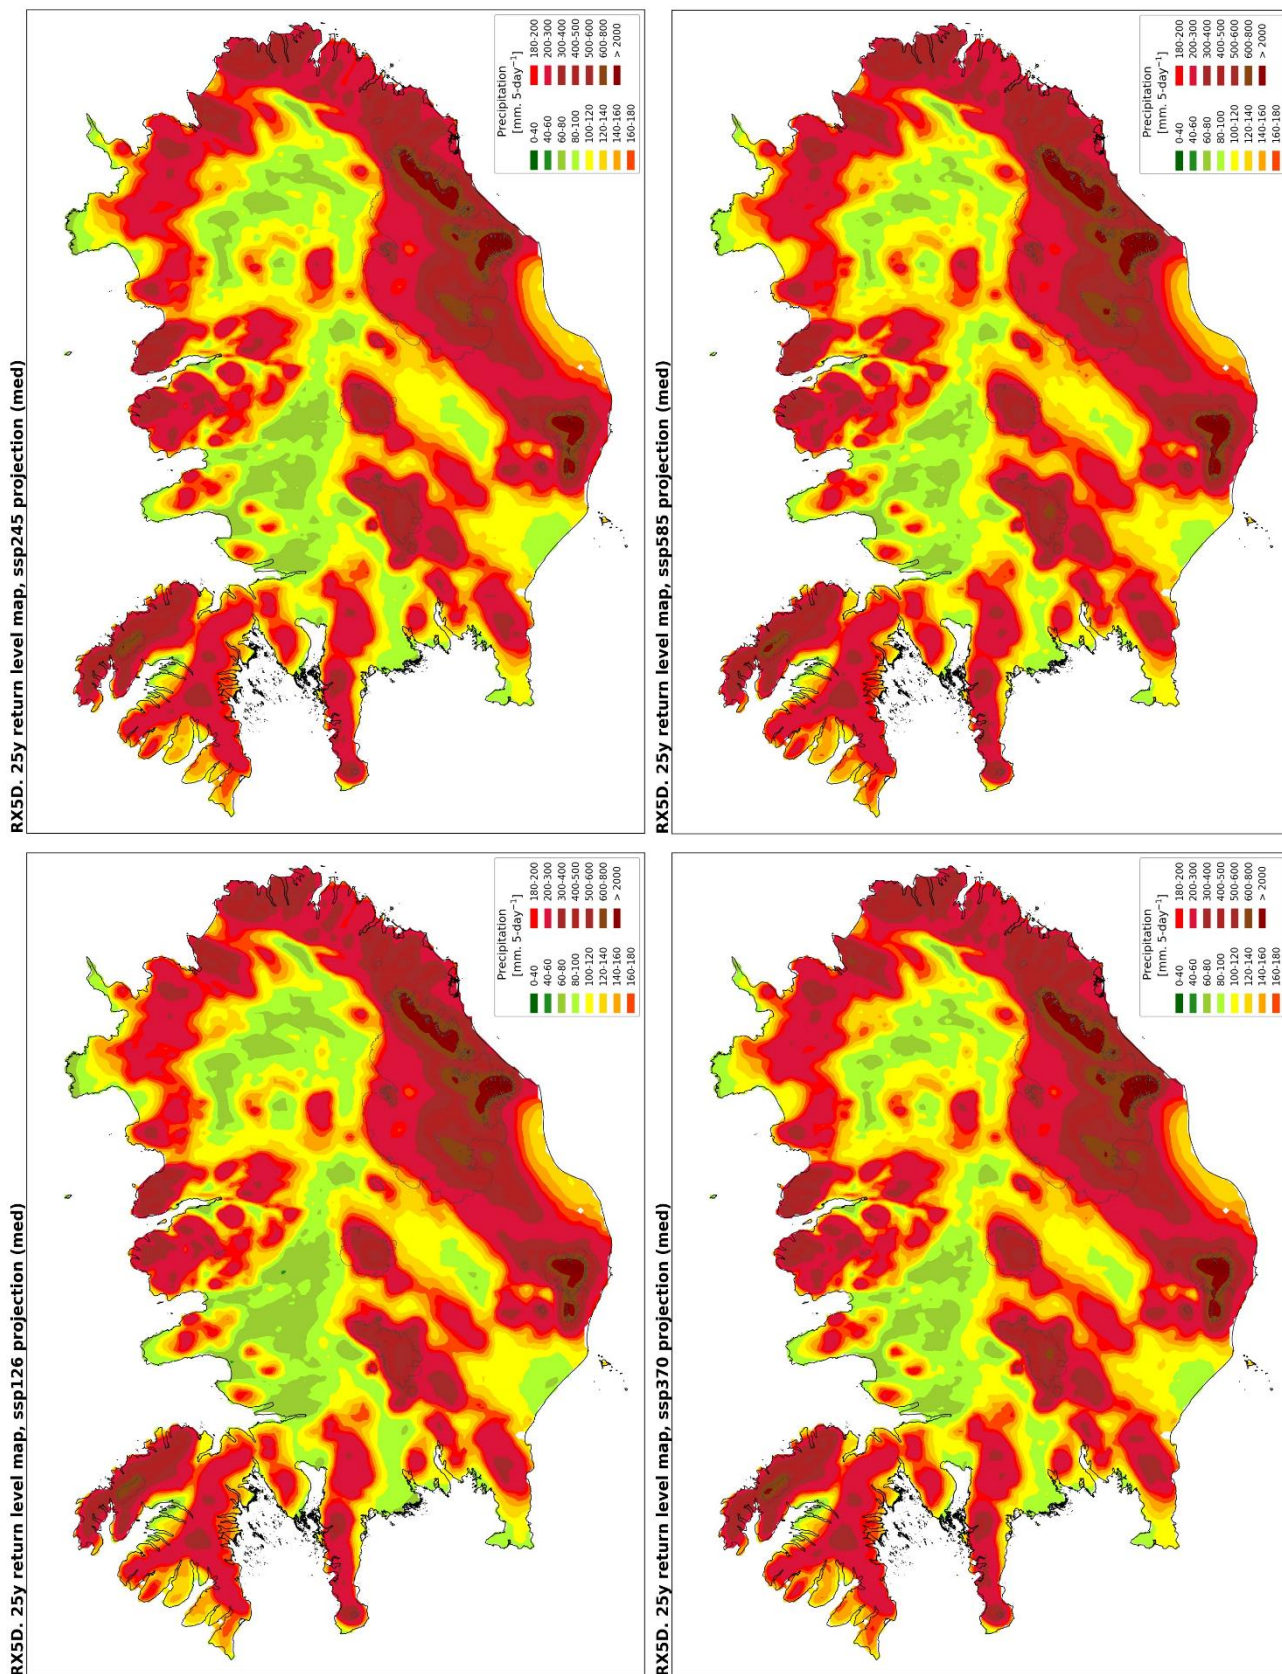 RX5D. 25y return level map, ssp126 projection (med)
Precipitation
[mm. 5-day⁻¹]
0-40 180-200
40-60 200-300
60-80 300-400
80-100 400-500
100-120 500-600
120-140 600-800
140-160 > 2000
160-180
RX5D. 25y return level map, ssp245 projection (med)
Precipitation
[mm. 5-day⁻¹]
0-40 180-200
40-60 200-300
60-80 300-400
80-100 400-500
100-120 500-600
120-140 600-800
140-160 > 2000
160-180
RX5D. 25y return level map, ssp370 projection (med)
Precipitation
[mm. 5-day⁻¹]
0-40 180-200
40-60 200-300
60-80 300-400
80-100 400-500
100-120 500-600
120-140 600-800
140-160 > 2000
160-180
RX5D. 25y return level map, ssp585 projection (med)
Precipitation
[mm. 5-day⁻¹]
0-40 180-200
40-60 200-300
60-80 300-400
80-100 400-500
100-120 500-600
120-140 600-800
140-160 > 2000
160-180